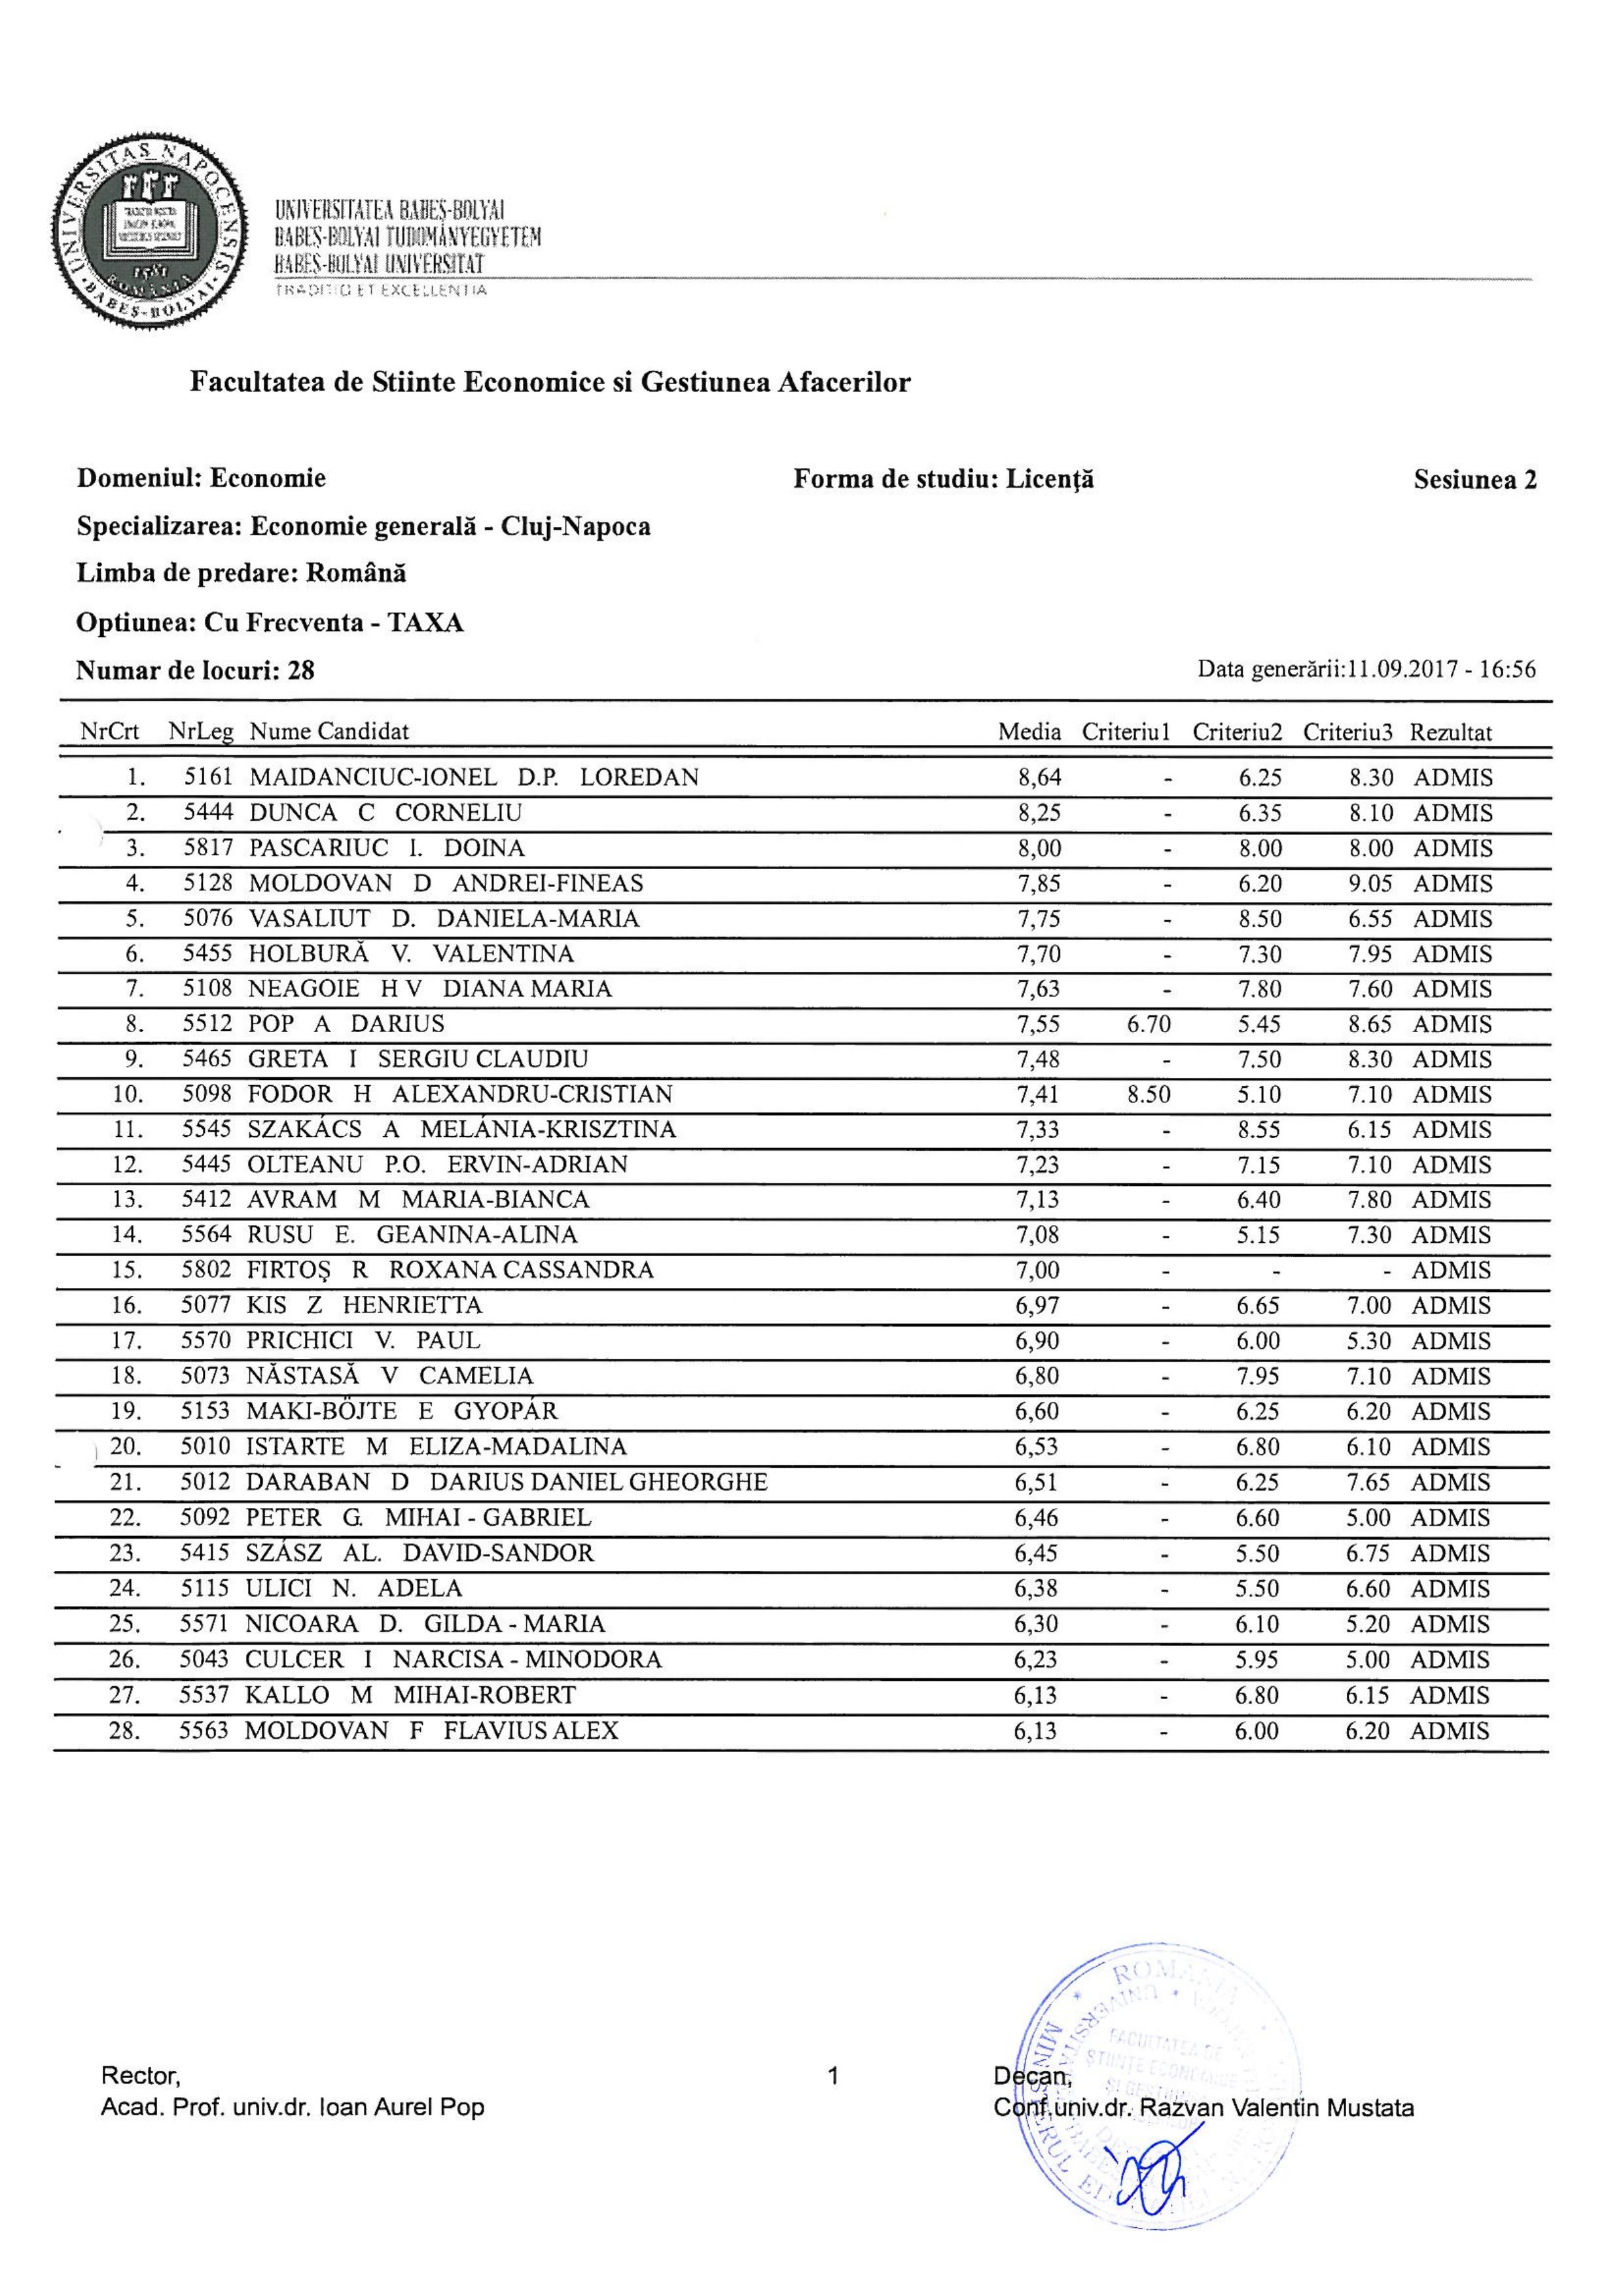 UNIVERSITAS NAPOCENSIS
BABEŞ-BOLYAI
1581
ROMANIA
UNIVERSITATEA BABEŞ-BOLYAI
BABEŞ-BOLYAI TUDOMÁNYEGYETEM
BABEŞ-BOLYAI UNIVERSITAT
TRADITIO ET EXCELLENTIA
Facultatea de Stiinte Economice si Gestiunea Afacerilor
Domeniul: Economie Forma de studiu: Licenţă Sesiunea 2
Specializarea: Economie generală - Cluj-Napoca
Limba de predare: Română
Optiunea: Cu Frecventa - TAXA
Numar de locuri: 28 Data generării:11.09.2017 - 16:56
NrCrt NrLeg Nume Candidat Media Criteriu1 Criteriu2 Criteriu3 Rezultat
1. 5161 MAIDANCIUC-IONEL D.P. LOREDAN 8,64 - 6.25 8.30 ADMIS
2. 5444 DUNCA C CORNELIU 8,25 - 6.35 8.10 ADMIS
3. 5817 PASCARIUC I. DOINA 8,00 - 8.00 8.00 ADMIS
4. 5128 MOLDOVAN D ANDREI-FINEAS 7,85 - 6.20 9.05 ADMIS
5. 5076 VASALIUT D. DANIELA-MARIA 7,75 - 8.50 6.55 ADMIS
6. 5455 HOLBURĂ V. VALENTINA 7,70 - 7.30 7.95 ADMIS
7. 5108 NEAGOIE H V DIANA MARIA 7,63 - 7.80 7.60 ADMIS
8. 5512 POP A DARIUS 7,55 6.70 5.45 8.65 ADMIS
9. 5465 GRETA I SERGIU CLAUDIU 7,48 - 7.50 8.30 ADMIS
10. 5098 FODOR H ALEXANDRU-CRISTIAN 7,41 8.50 5.10 7.10 ADMIS
11. 5545 SZAKÁCS A MELÁNIA-KRISZTINA 7,33 - 8.55 6.15 ADMIS
12. 5445 OLTEANU P.O. ERVIN-ADRIAN 7,23 - 7.15 7.10 ADMIS
13. 5412 AVRAM M MARIA-BIANCA 7,13 - 6.40 7.80 ADMIS
14. 5564 RUSU E. GEANINA-ALINA 7,08 - 5.15 7.30 ADMIS
15. 5802 FIRTOŞ R ROXANA CASSANDRA 7,00 - - - ADMIS
16. 5077 KIS Z HENRIETTA 6,97 - 6.65 7.00 ADMIS
17. 5570 PRICHICI V. PAUL 6,90 - 6.00 5.30 ADMIS
18. 5073 NĂSTASĂ V CAMELIA 6,80 - 7.95 7.10 ADMIS
19. 5153 MAKI-BÖJTE E GYOPÁR 6,60 - 6.25 6.20 ADMIS
20. 5010 ISTARTE M ELIZA-MADALINA 6,53 - 6.80 6.10 ADMIS
21. 5012 DARABAN D DARIUS DANIEL GHEORGHE 6,51 - 6.25 7.65 ADMIS
22. 5092 PETER G. MIHAI - GABRIEL 6,46 - 6.60 5.00 ADMIS
23. 5415 SZÁSZ AL. DAVID-SANDOR 6,45 - 5.50 6.75 ADMIS
24. 5115 ULICI N. ADELA 6,38 - 5.50 6.60 ADMIS
25. 5571 NICOARA D. GILDA - MARIA 6,30 - 6.10 5.20 ADMIS
26. 5043 CULCER I NARCISA - MINODORA 6,23 - 5.95 5.00 ADMIS
27. 5537 KALLO M MIHAI-ROBERT 6,13 - 6.80 6.15 ADMIS
28. 5563 MOLDOVAN F FLAVIUS ALEX 6,13 - 6.00 6.20 ADMIS
ROMANIA
MINISTERUL
FACULTATEA DE
ŞTIINŢE ECONOMICE
Rector, 1 Decan,
Acad. Prof. univ.dr. Ioan Aurel Pop Conf.univ.dr. Razvan Valentin Mustata